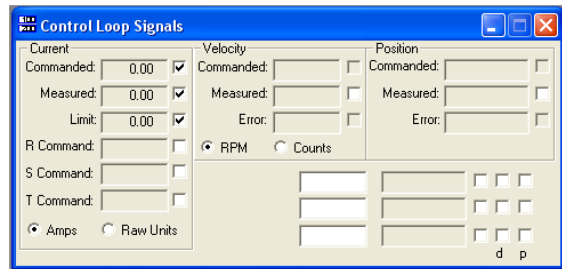 Control Loop Signals
Current
Commanded: 0.00
Measured: 0.00
Limit: 0.00
R Command:
S Command:
T Command:
Amps Raw Units
Velocity
Commanded:
Measured:
Error:
RPM Counts
Position
Commanded:
Measured:
Error:
d p